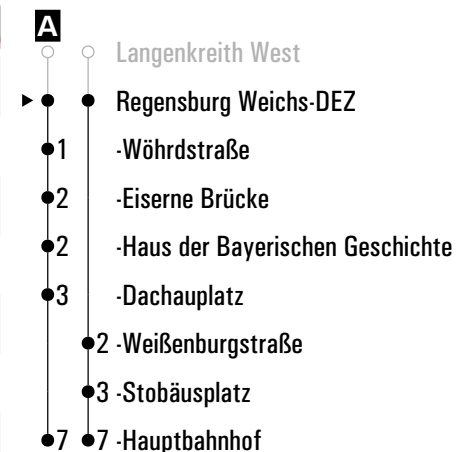 A
Langenkreith West
Regensburg Weichs-DEZ
1 -Wöhrdstraße
2 -Eiserne Brücke
2 -Haus der Bayerischen Geschichte
3 -Dachauplatz
2 -Weißenburgstraße
3 -Stobäusplatz
7 7 -Hauptbahnhof